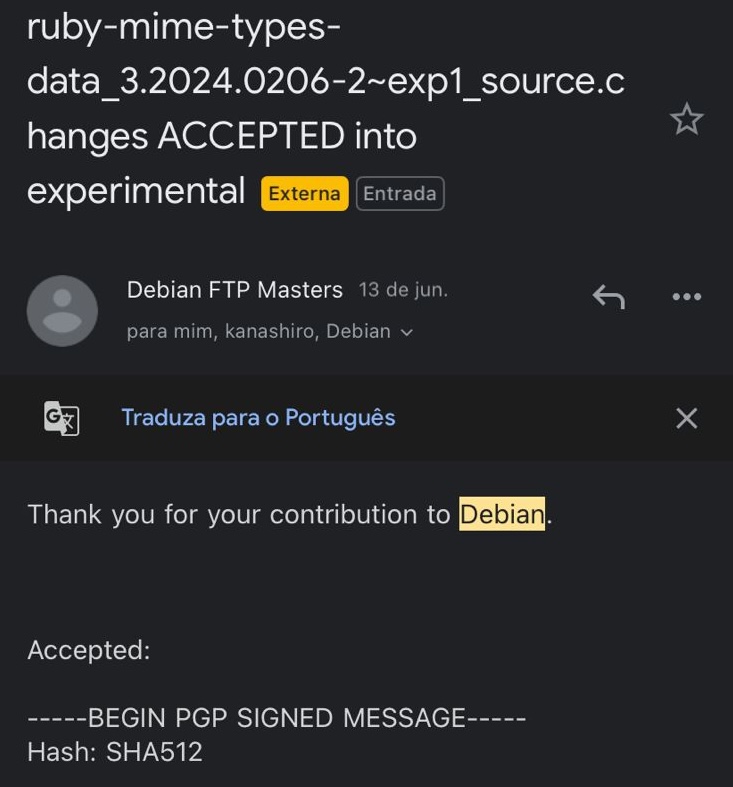 ruby-mime-types-
data_3.2024.0206-2~exp1_source.c
hanges ACCEPTED into
experimental Externa Entrada
Debian FTP Masters 13 de jun.
para mim, kanashiro, Debian
Traduza para o Português
Thank you for your contribution to Debian.
Accepted:
-----BEGIN PGP SIGNED MESSAGE-----
Hash: SHA512